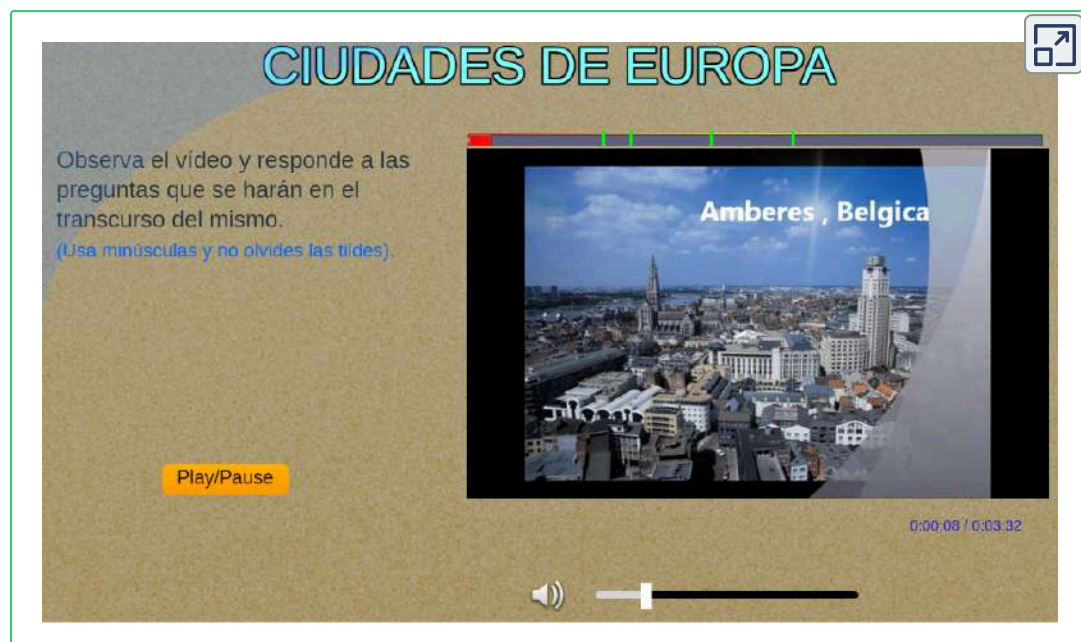 CIUDADES DE EUROPA
Observa el vídeo y responde a las
preguntas que se harán en el
transcurso del mismo.
(Usa minúsculas y no olvides las tildes).
Amberes , Belgica
Play/Pause
0:00:08 / 0:03:32